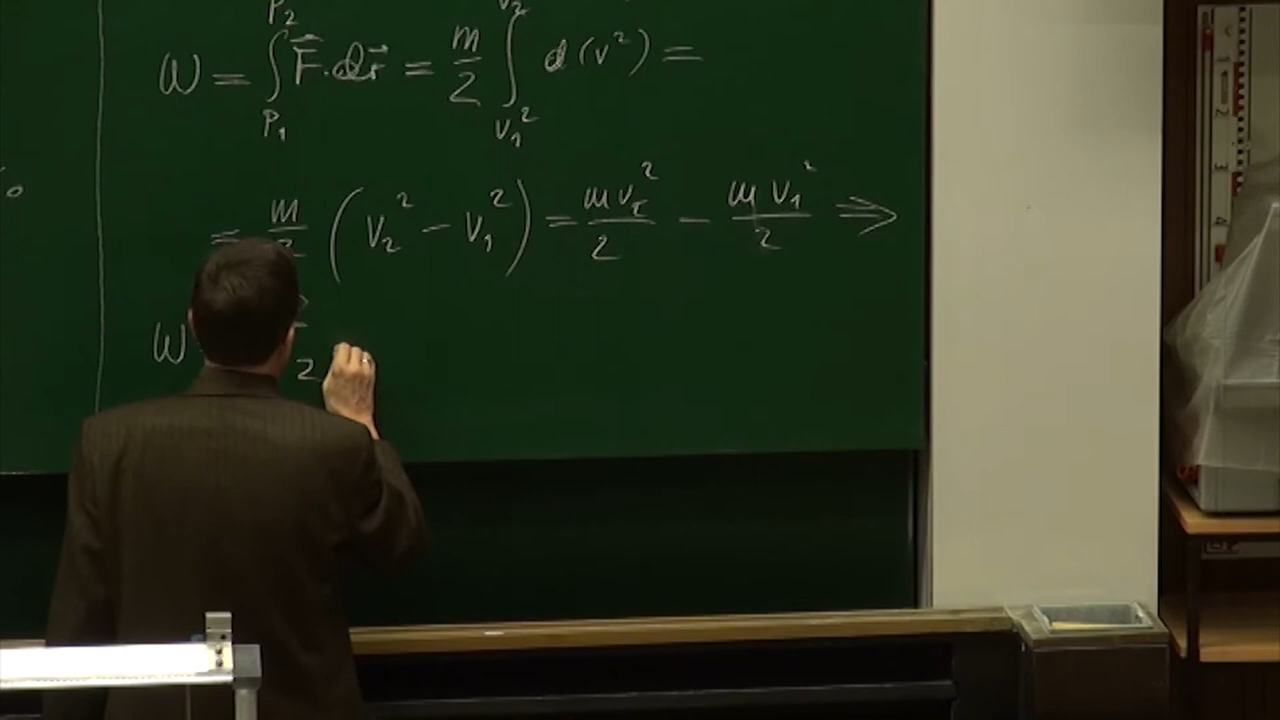 W = ∫_{P₁}^{P₂} F⃗·dr⃗ = m/2 ∫_{v₁²}^{v₂²} d(v²) =
= m/2 (v₂² − v₁²) = mv₂²/2 − mv₁²/2 ⇒
W 2